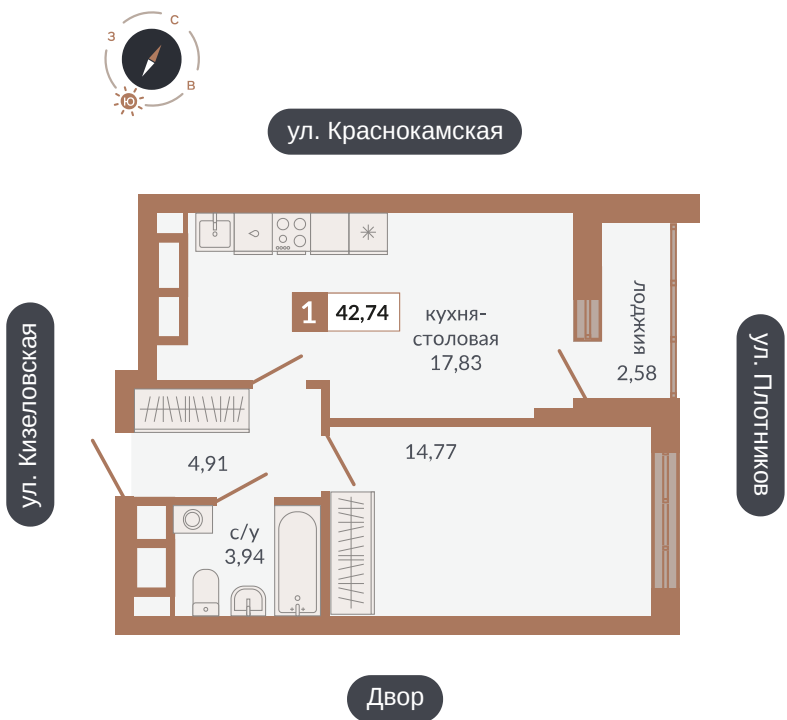 С
З
В
Ю
ул. Краснокамская
1 42,74
кухня-
столовая
17,83
лоджия
2,58
ул. Кизеловская
ул. Плотников
4,91
14,77
с/у
3,94
Двор